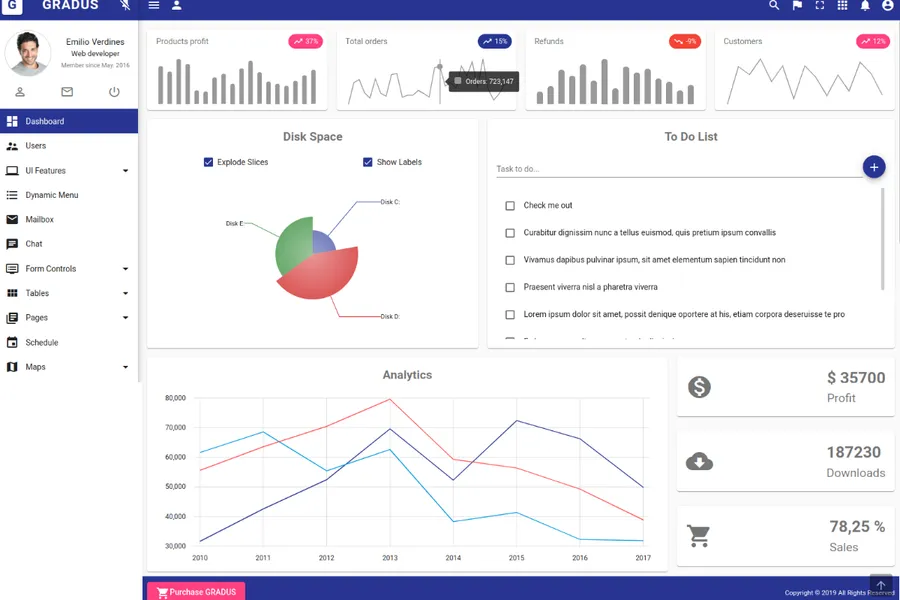 G GRADUS
Emilio Verdines
Web developer
Member since May. 2016
Dashboard
Users
UI Features
Dynamic Menu
Mailbox
Chat
Form Controls
Tables
Pages
Schedule
Maps
Products profit 37%
Total orders 15%
Orders: 723,147
Refunds -9%
Customers 12%
Disk Space
Explode Slices Show Labels
Disk C:
Disk E
Disk D:
To Do List
Task to do...
Check me out
Curabitur dignissim nunc a tellus euismod, quis pretium ipsum convallis
Vivamus dapibus pulvinar ipsum, sit amet elementum sapien tincidunt non
Praesent viverra nisl a pharetra viverra
Lorem ipsum dolor sit amet, possit denique oportere at his, etiam corpora deseruisse te pro
Analytics
80,000
70,000
60,000
50,000
40,000
30,000
2010 2011 2012 2013 2014 2015 2016 2017
$ 35700
Profit
187230
Downloads
78,25 %
Sales
Purchase GRADUS
Copyright © 2019 All Rights Reserved